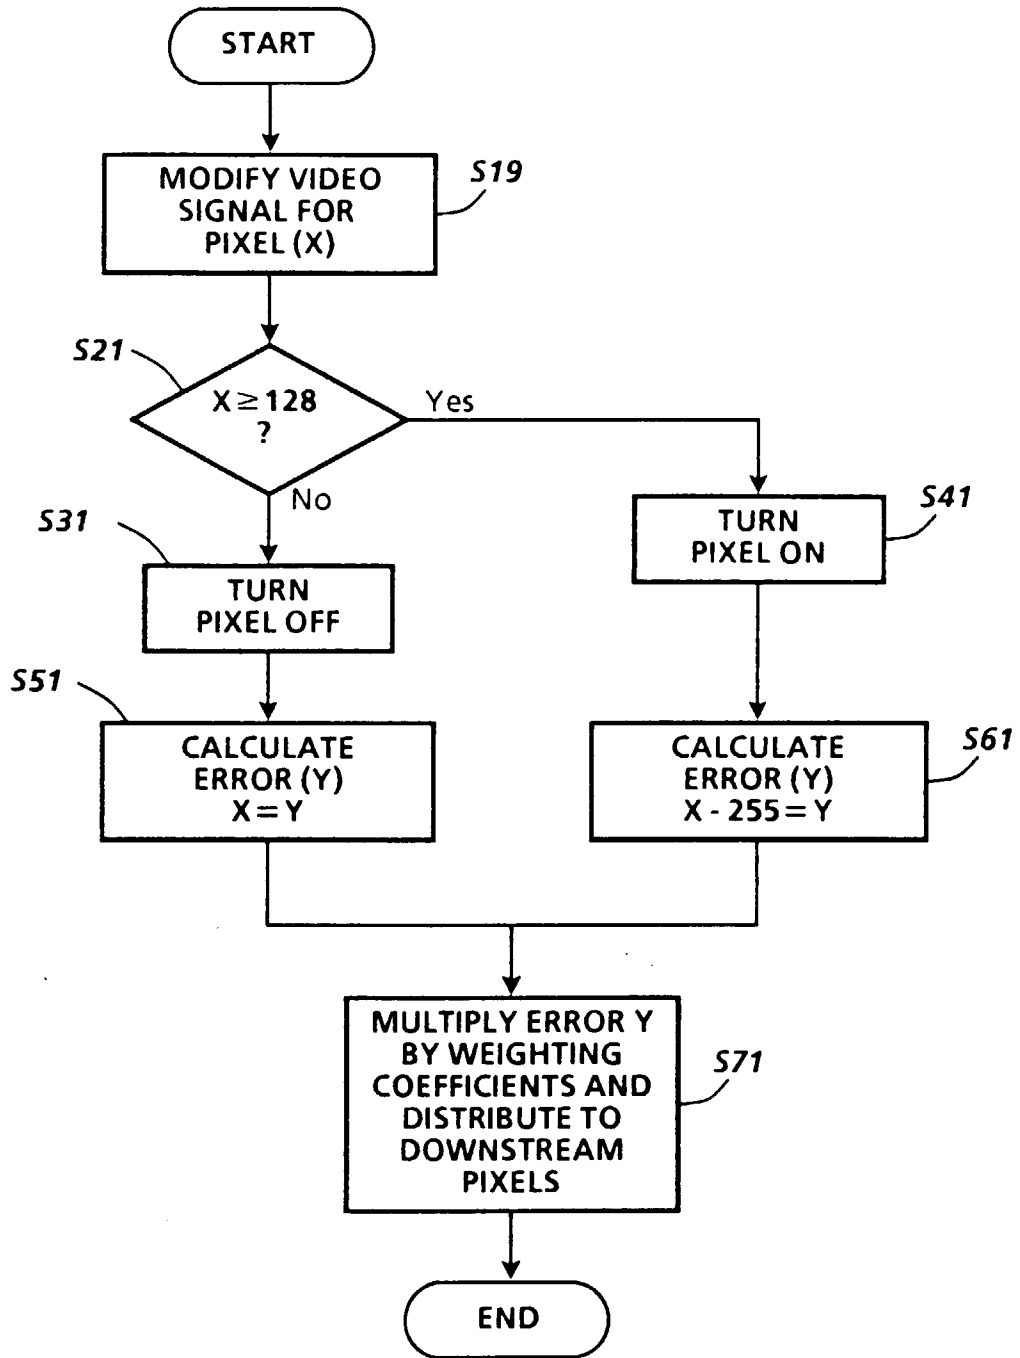 START
MODIFY VIDEO
SIGNAL FOR
PIXEL (X)
S19
S21
X ≥ 128
?
Yes
No
S31
TURN
PIXEL OFF
S41
TURN
PIXEL ON
S51
CALCULATE
ERROR (Y)
X = Y
S61
CALCULATE
ERROR (Y)
X - 255 = Y
MULTIPLY ERROR Y
BY WEIGHTING
COEFFICIENTS AND
DISTRIBUTE TO
DOWNSTREAM
PIXELS
S71
END